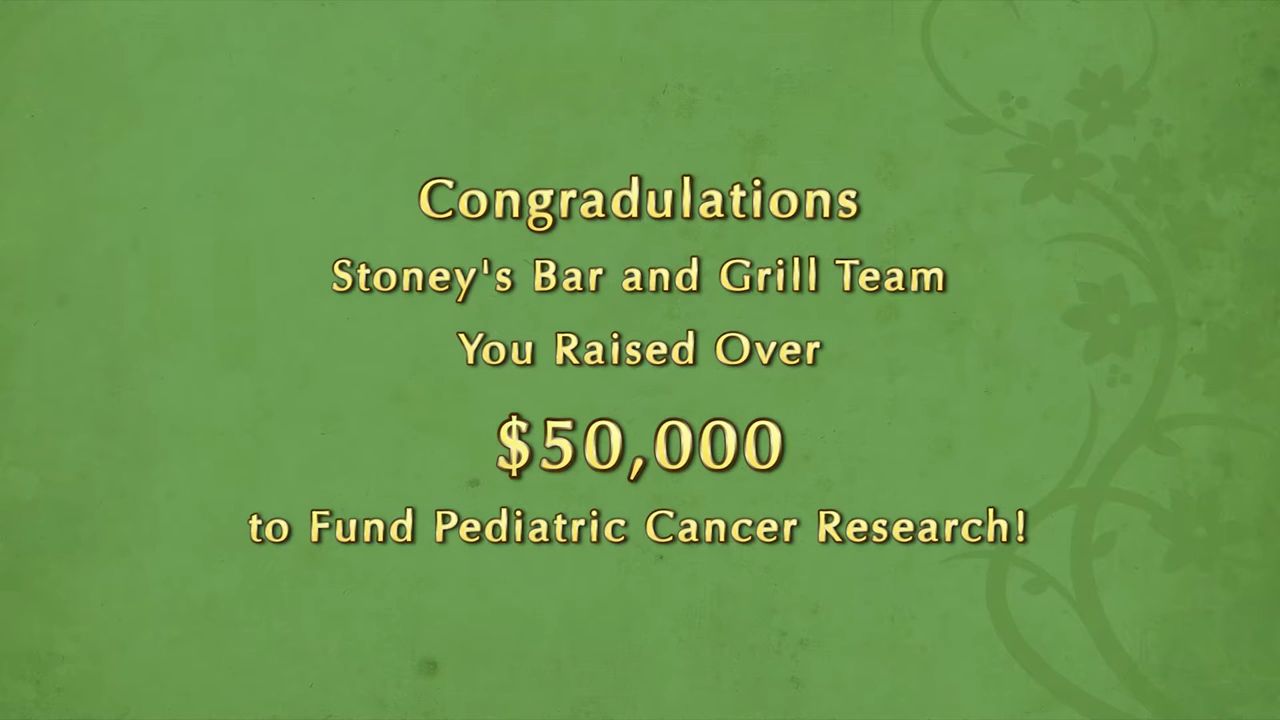 Congradulations
Stoney's Bar and Grill Team
You Raised Over
$50,000
to Fund Pediatric Cancer Research!